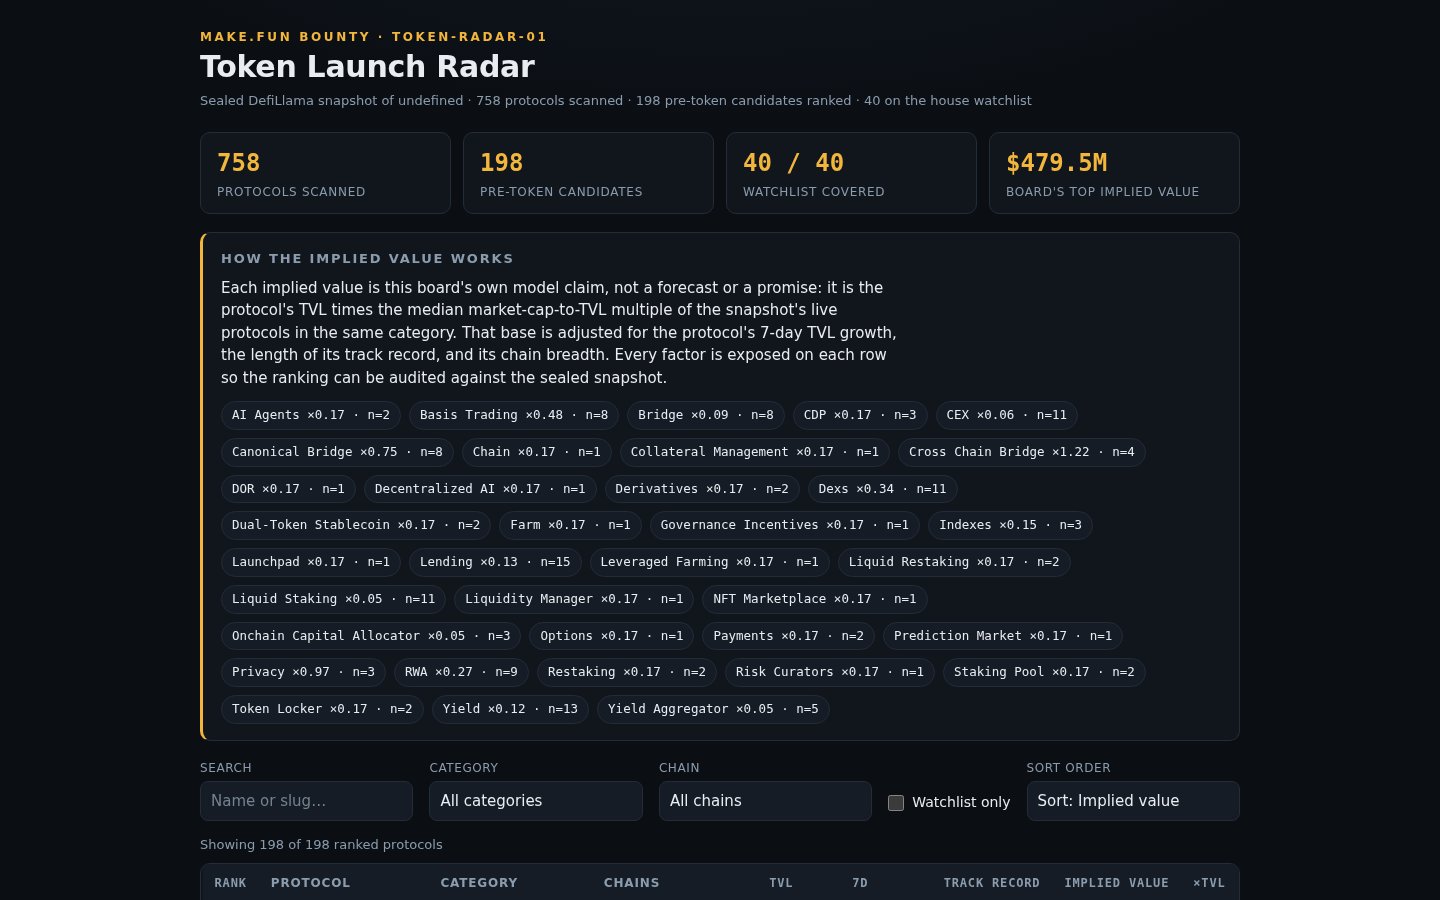 MAKE.FUN BOUNTY · TOKEN-RADAR-01
Token Launch Radar
Sealed DefiLlama snapshot of undefined · 758 protocols scanned · 198 pre-token candidates ranked · 40 on the house watchlist
758
PROTOCOLS SCANNED
198
PRE-TOKEN CANDIDATES
40 / 40
WATCHLIST COVERED
$479.5M
BOARD'S TOP IMPLIED VALUE
HOW THE IMPLIED VALUE WORKS
Each implied value is this board's own model claim, not a forecast or a promise: it is the
protocol's TVL times the median market-cap-to-TVL multiple of the snapshot's live
protocols in the same category. That base is adjusted for the protocol's 7-day TVL growth,
the length of its track record, and its chain breadth. Every factor is exposed on each row
so the ranking can be audited against the sealed snapshot.
AI Agents ×0.17 · n=2 Basis Trading ×0.48 · n=8 Bridge ×0.09 · n=8 CDP ×0.17 · n=3 CEX ×0.06 · n=11
Canonical Bridge ×0.75 · n=8 Chain ×0.17 · n=1 Collateral Management ×0.17 · n=1 Cross Chain Bridge ×1.22 · n=4
DOR ×0.17 · n=1 Decentralized AI ×0.17 · n=1 Derivatives ×0.17 · n=2 Dexs ×0.34 · n=11
Dual-Token Stablecoin ×0.17 · n=2 Farm ×0.17 · n=1 Governance Incentives ×0.17 · n=1 Indexes ×0.15 · n=3
Launchpad ×0.17 · n=1 Lending ×0.13 · n=15 Leveraged Farming ×0.17 · n=1 Liquid Restaking ×0.17 · n=2
Liquid Staking ×0.05 · n=11 Liquidity Manager ×0.17 · n=1 NFT Marketplace ×0.17 · n=1
Onchain Capital Allocator ×0.05 · n=3 Options ×0.17 · n=1 Payments ×0.17 · n=2 Prediction Market ×0.17 · n=1
Privacy ×0.97 · n=3 RWA ×0.27 · n=9 Restaking ×0.17 · n=2 Risk Curators ×0.17 · n=1 Staking Pool ×0.17 · n=2
Token Locker ×0.17 · n=2 Yield ×0.12 · n=13 Yield Aggregator ×0.05 · n=5
SEARCH CATEGORY CHAIN SORT ORDER
Name or slug… All categories All chains Watchlist only Sort: Implied value
Showing 198 of 198 ranked protocols
RANK PROTOCOL CATEGORY CHAINS TVL 7D TRACK RECORD IMPLIED VALUE ×TVL